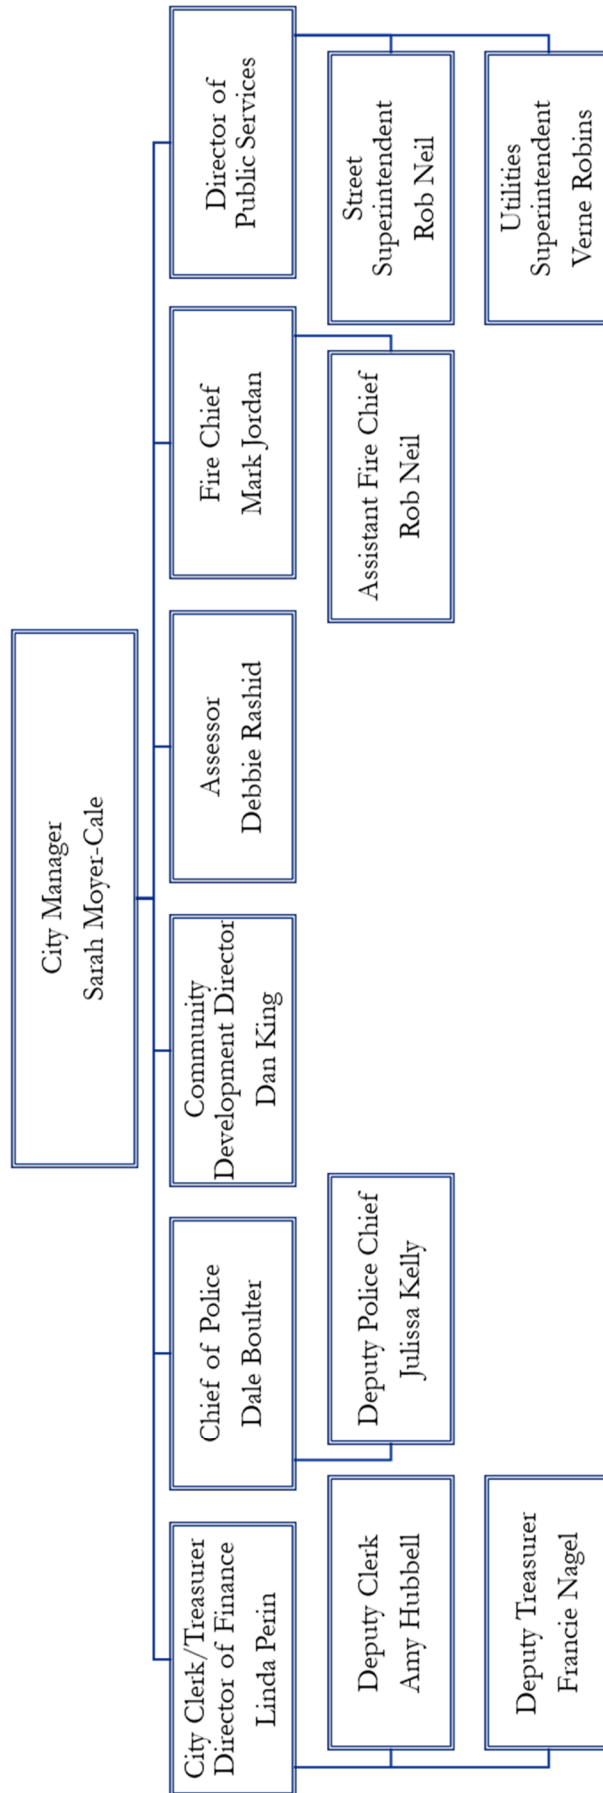 City Manager
Sarah Moyer-Cale
City Clerk/Treasurer
Director of Finance
Linda Perin
Chief of Police
Dale Boulter
Community
Development Director
Dan King
Assessor
Debbie Rashid
Fire Chief
Mark Jordan
Director of
Public Services
Deputy Clerk
Amy Hubbell
Deputy Police Chief
Julissa Kelly
Assistant Fire Chief
Rob Neil
Street
Superintendent
Rob Neil
Deputy Treasurer
Francie Nagel
Utilities
Superintendent
Verne Robins